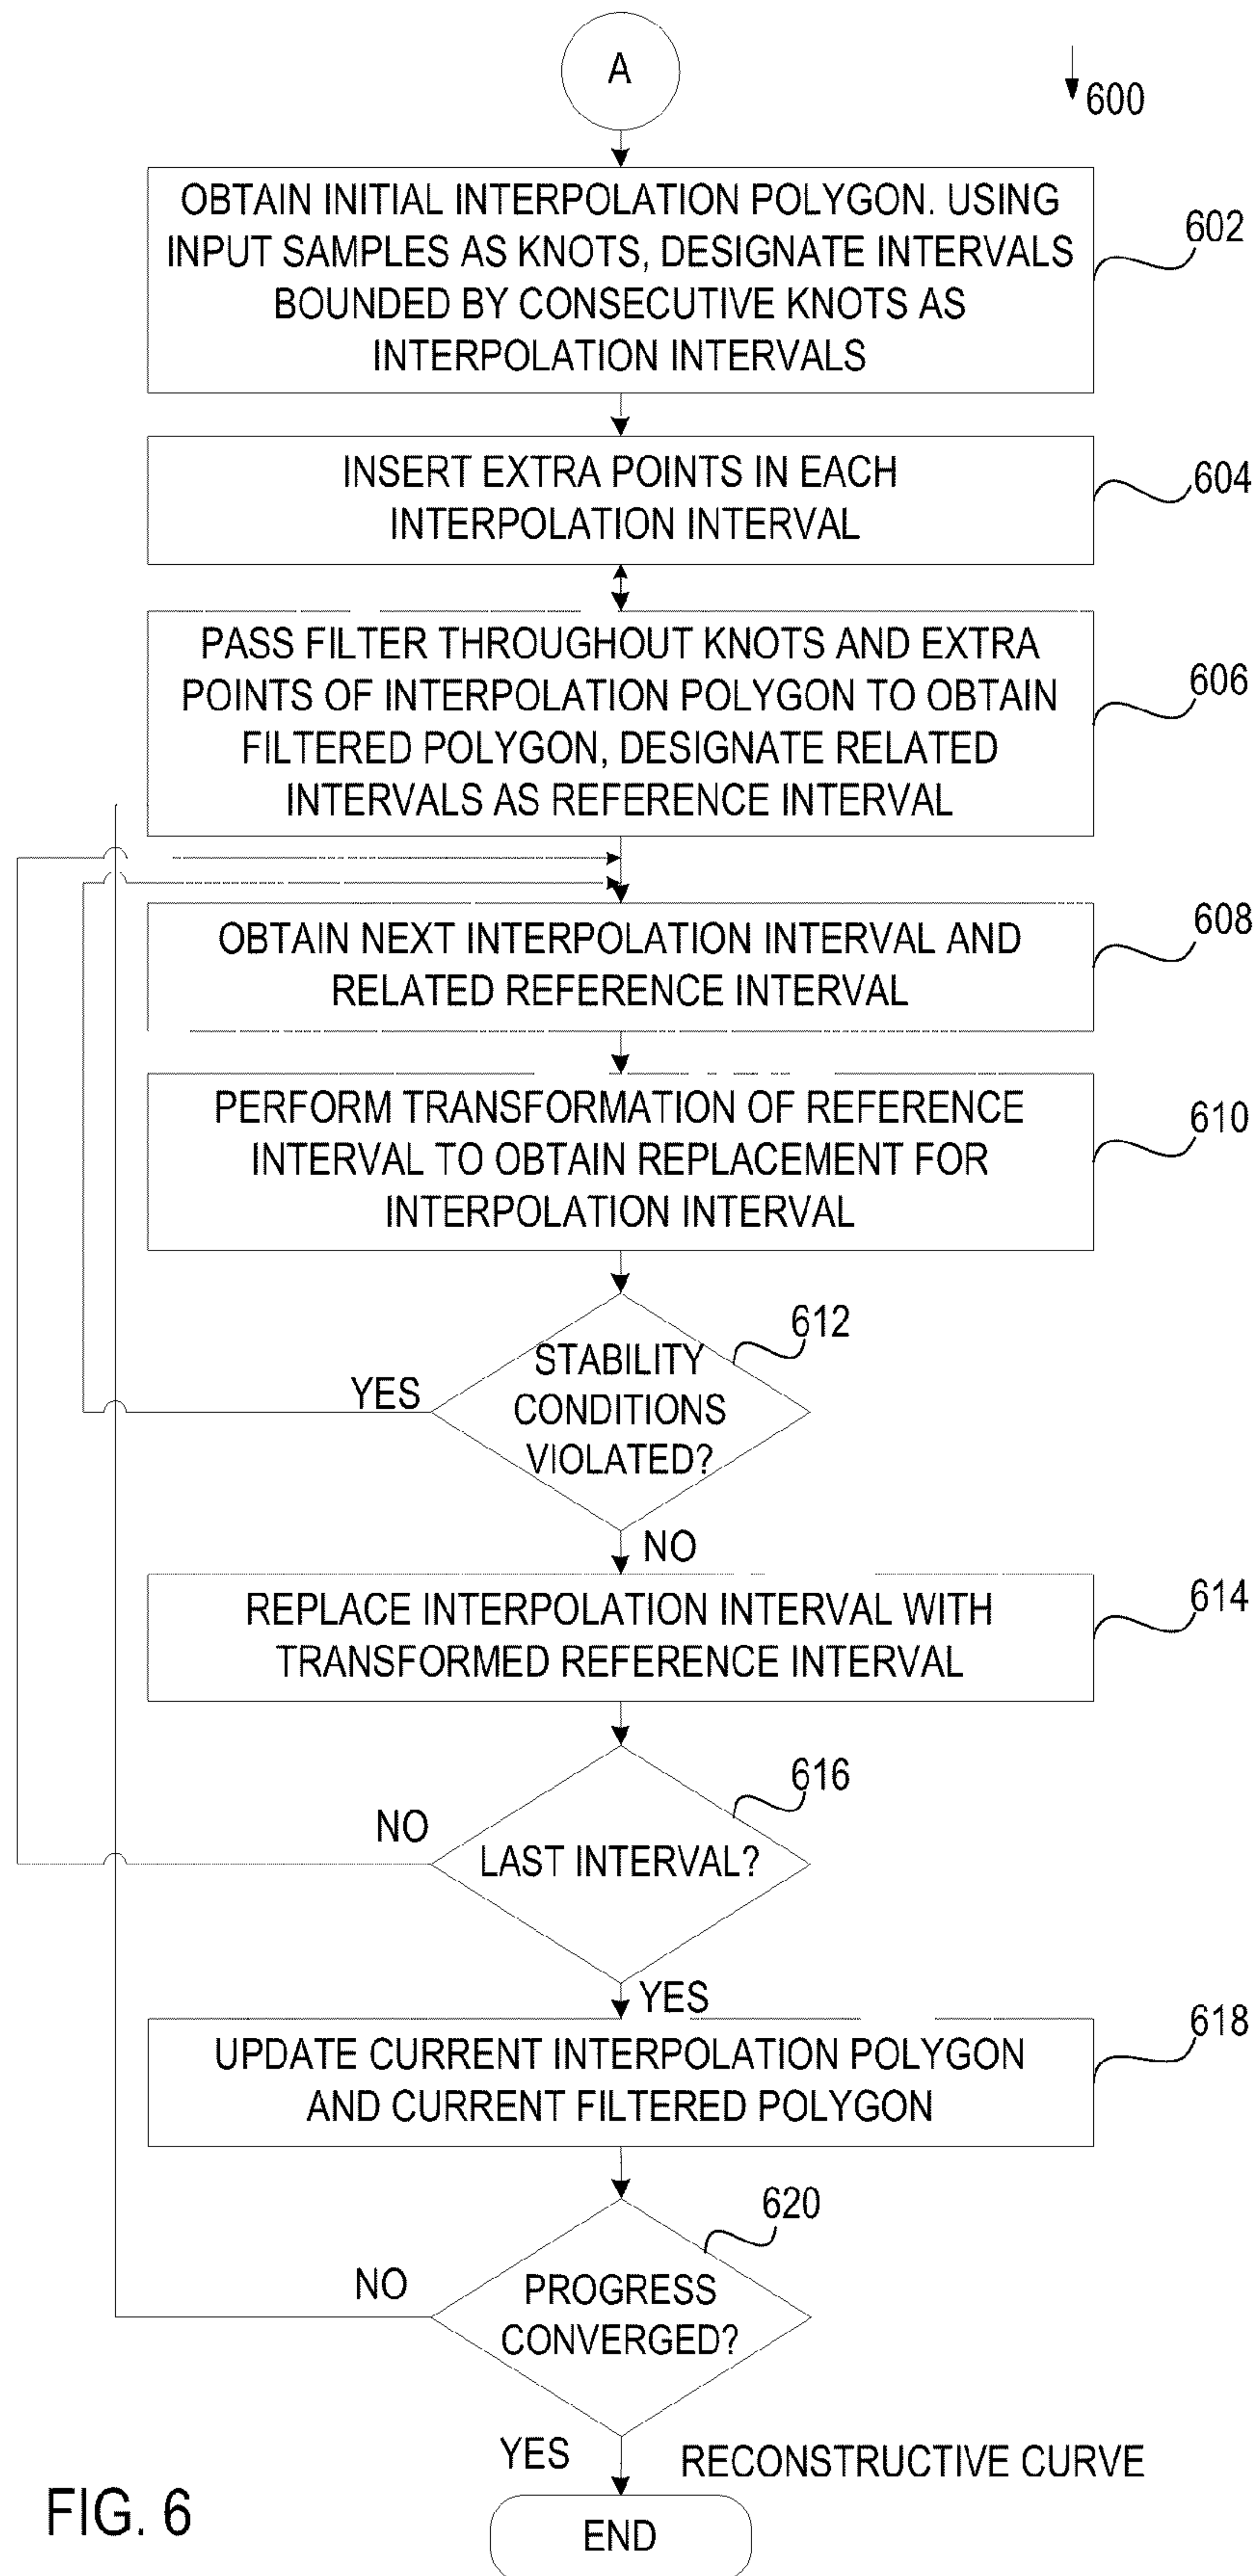 A
600
OBTAIN INITIAL INTERPOLATION POLYGON. USING
INPUT SAMPLES AS KNOTS, DESIGNATE INTERVALS
BOUNDED BY CONSECUTIVE KNOTS AS
INTERPOLATION INTERVALS
602
INSERT EXTRA POINTS IN EACH
INTERPOLATION INTERVAL
604
PASS FILTER THROUGHOUT KNOTS AND EXTRA
POINTS OF INTERPOLATION POLYGON TO OBTAIN
FILTERED POLYGON, DESIGNATE RELATED
INTERVALS AS REFERENCE INTERVAL
606
OBTAIN NEXT INTERPOLATION INTERVAL AND
RELATED REFERENCE INTERVAL
608
PERFORM TRANSFORMATION OF REFERENCE
INTERVAL TO OBTAIN REPLACEMENT FOR
INTERPOLATION INTERVAL
610
612
STABILITY
CONDITIONS
VIOLATED?
YES
NO
REPLACE INTERPOLATION INTERVAL WITH
TRANSFORMED REFERENCE INTERVAL
614
616
NO
LAST INTERVAL?
YES
UPDATE CURRENT INTERPOLATION POLYGON
AND CURRENT FILTERED POLYGON
618
620
NO
PROGRESS
CONVERGED?
YES
RECONSTRUCTIVE CURVE
END
FIG. 6